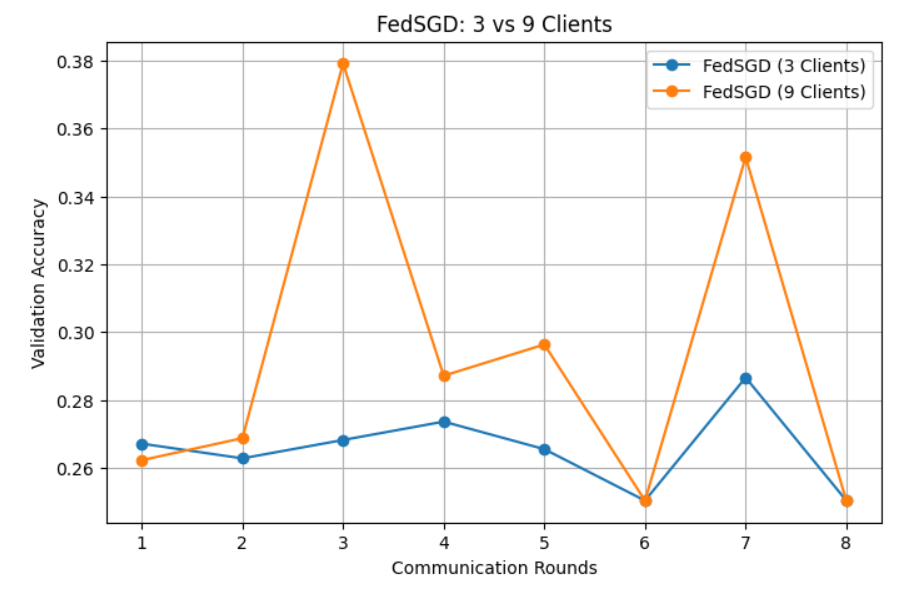 FedSGD: 3 vs 9 Clients
FedSGD (3 Clients)
FedSGD (9 Clients)
Validation Accuracy
0.38
0.36
0.34
0.32
0.30
0.28
0.26
1 2 3 4 5 6 7 8
Communication Rounds